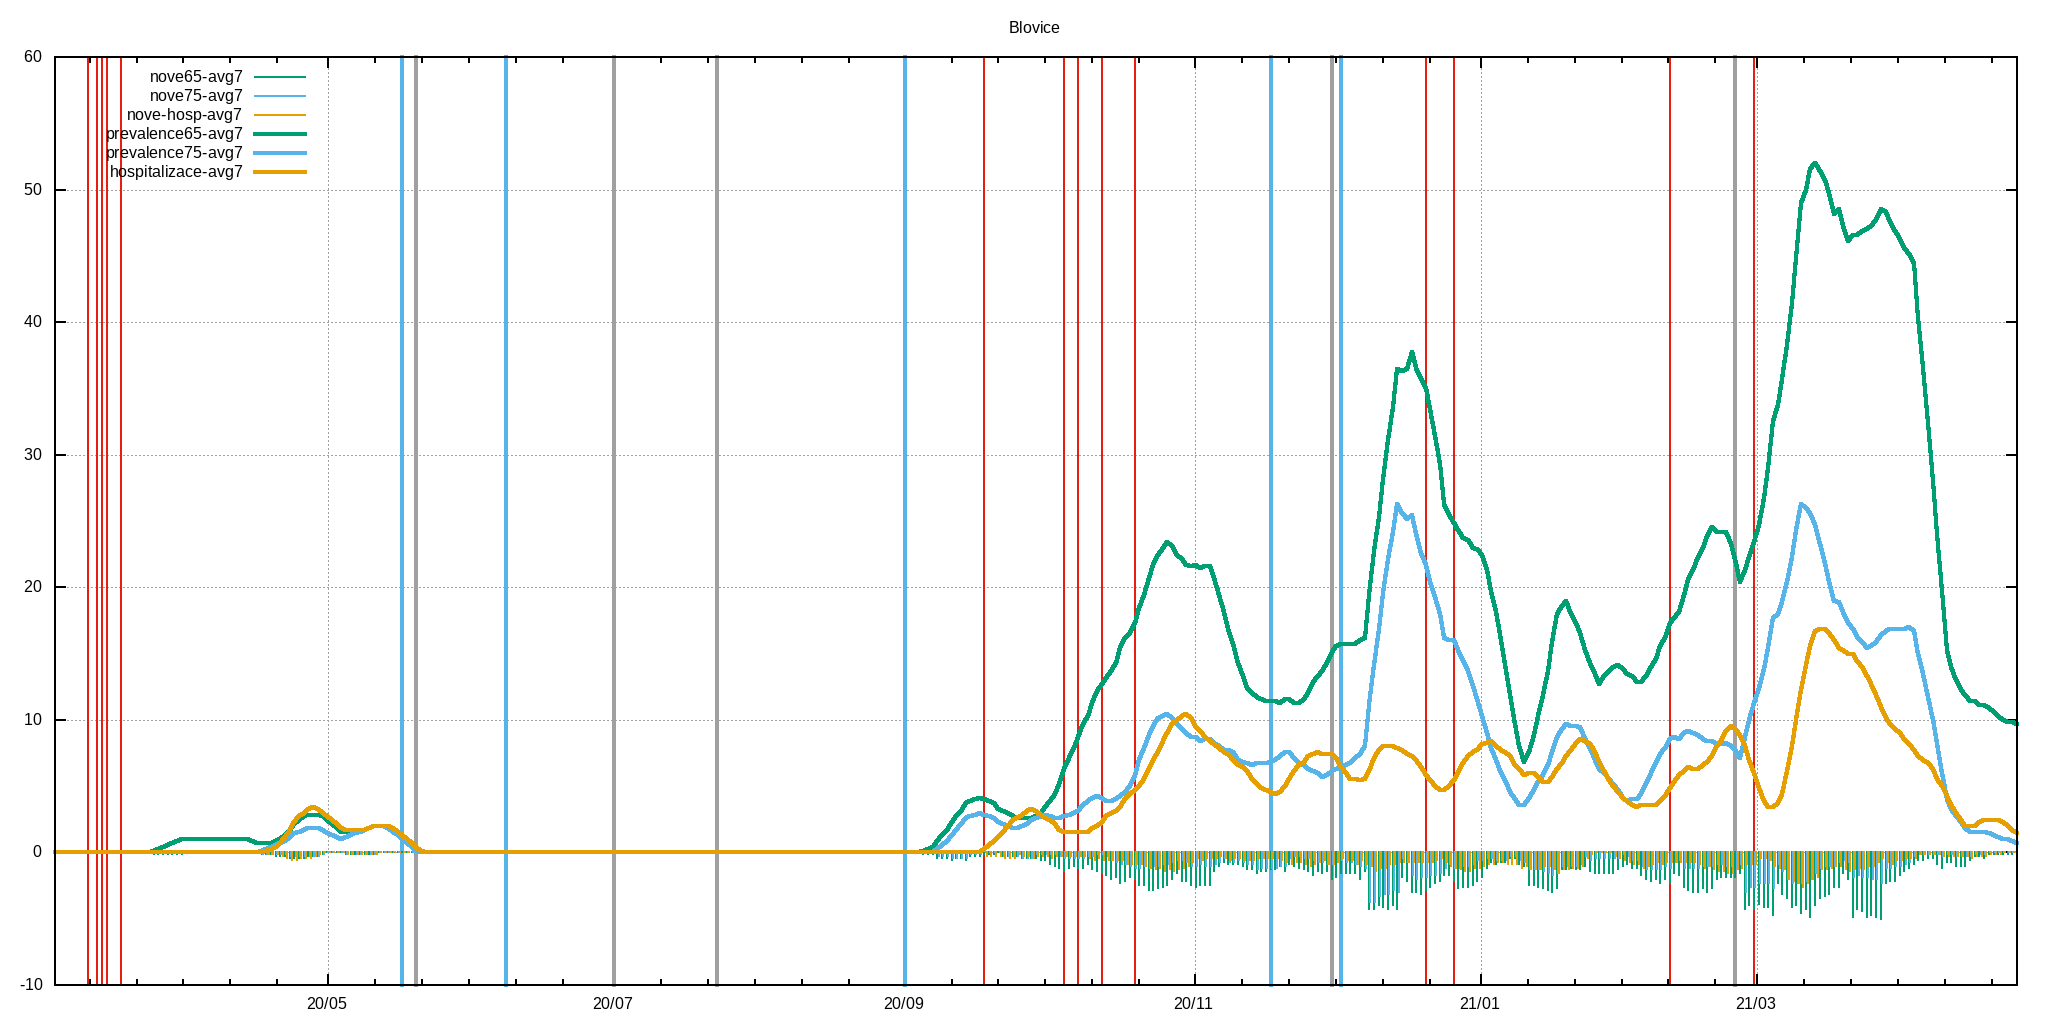 Blovice
60
nove65-avg7
nove75-avg7
nove-hosp-avg7
prevalence65-avg7
prevalence75-avg7
hospitalizace-avg7
50
40
30
20
10
0
-10
20/05 20/07 20/09 20/11 21/01 21/03